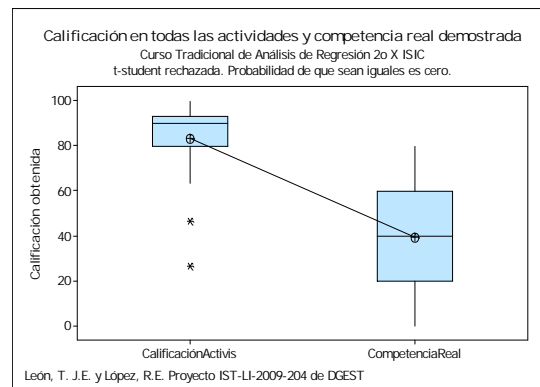 Calificación en todas las actividades y competencia real demostrada
Curso Tradicional de Análisis de Regresión 2o X ISIC
t-student rechazada. Probabilidad de que sean iguales es cero.
100
80
60
40
20
0
Calificación obtenida
CalificaciónActivis
CompetenciaReal
León, T. J.E. y López, R.E. Proyecto IST-LI-2009-204 de DGEST